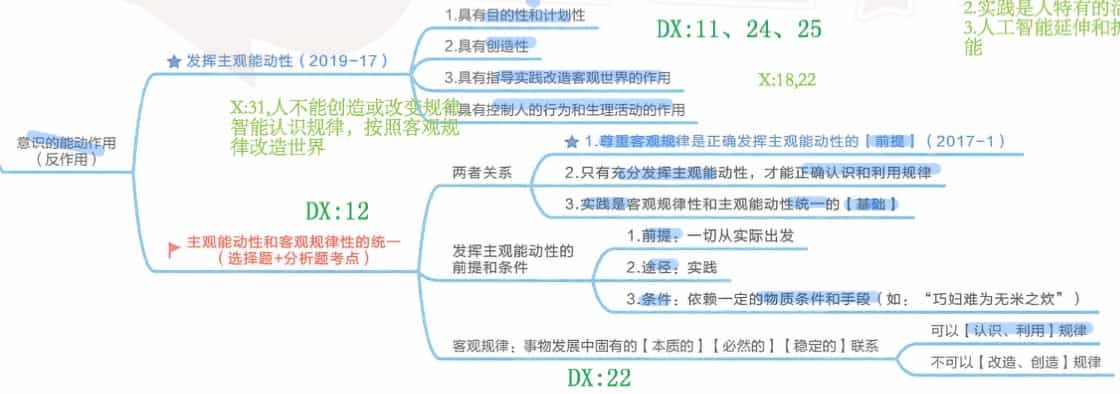 1.具有目的性和计划性
2.具有创造性
3.具有指导实践改造客观世界的作用
具有控制人的行为和生理活动的作用
DX:11、24、25
X:18,22
2.实践是人特有的活
3.人工智能延伸和扩
能
发挥主观能动性（2019-17）
X:31,人不能创造或改变规律
智能认识规律，按照客观规
律改造世界
意识的能动作用
（反作用）
DX:12
主观能动性和客观规律性的统一
（选择题+分析题考点）
两者关系
1.尊重客观规律是正确发挥主观能动性的【前提】（2017-1）
2.只有充分发挥主观能动性，才能正确认识和利用规律
3.实践是客观规律性和主观能动性统一的【基础】
发挥主观能动性的
前提和条件
1.前提：一切从实际出发
2.途径：实践
3.条件：依赖一定的物质条件和手段（如：“巧妇难为无米之炊”）
客观规律：事物发展中固有的【本质的】【必然的】【稳定的】联系
可以【认识、利用】规律
不可以【改造、创造】规律
DX:22